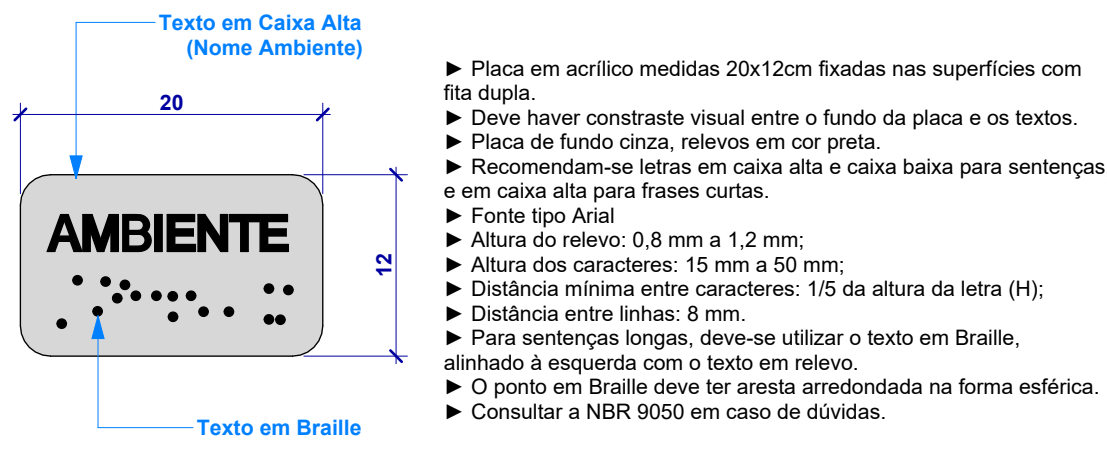 Texto em Caixa Alta
(Nome Ambiente)
20
AMBIENTE
12
Texto em Braille
► Placa em acrílico medidas 20x12cm fixadas nas superfícies com
fita dupla.
► Deve haver constraste visual entre o fundo da placa e os textos.
► Placa de fundo cinza, relevos em cor preta.
► Recomendam-se letras em caixa alta e caixa baixa para sentenças
e em caixa alta para frases curtas.
► Fonte tipo Arial
► Altura do relevo: 0,8 mm a 1,2 mm;
► Altura dos caracteres: 15 mm a 50 mm;
► Distância mínima entre caracteres: 1/5 da altura da letra (H);
► Distância entre linhas: 8 mm.
► Para sentenças longas, deve-se utilizar o texto em Braille,
alinhado à esquerda com o texto em relevo.
► O ponto em Braille deve ter aresta arredondada na forma esférica.
► Consultar a NBR 9050 em caso de dúvidas.